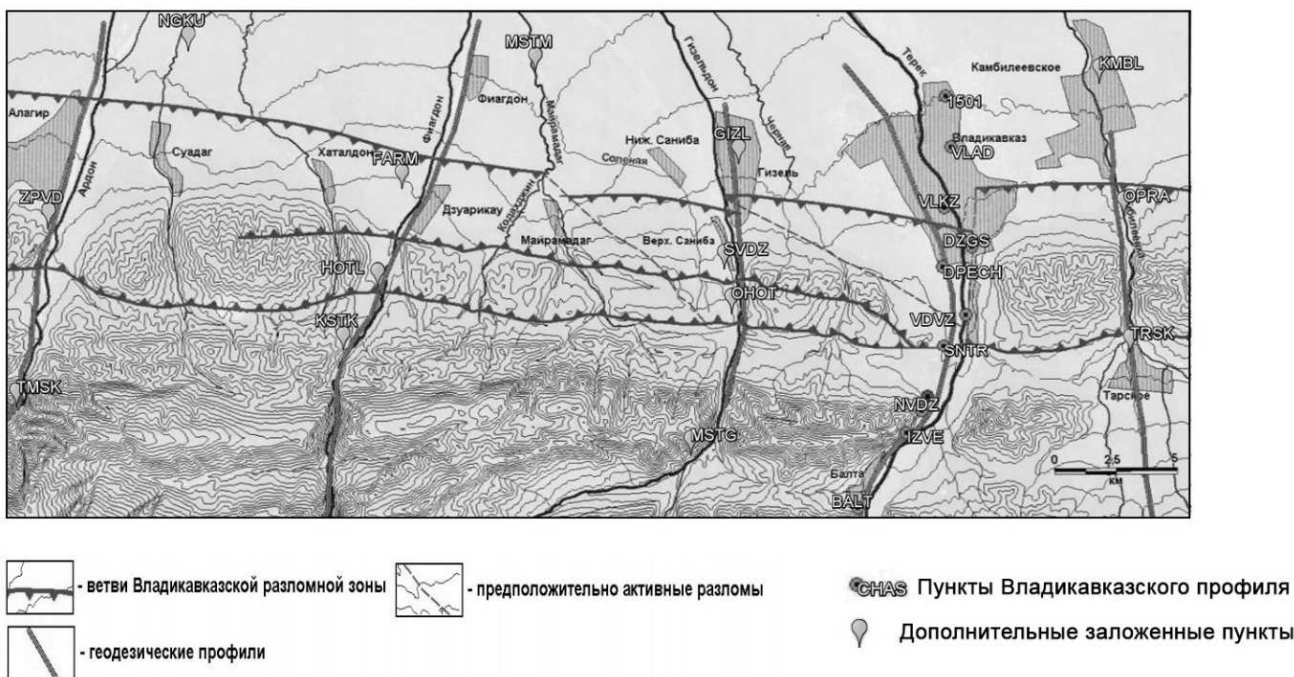 NGKU
MSTM
KMBL
Терек
Камбилеевское
Гизельдон
1501
Алагир
Фиагдон
Фиагдон
Майрамадаг
GIZL
Черная
Владикавказ
VLAD
Ардон
Суадаг
Хаталдон
FARM
Ниж. Саниба
Соленая
Гизель
ZPVD
Дзуарикау
VLKZ
OPRA
Майрамадаг
Верх. Саниба
SVDZ
DZGS
HOTL
DPECH
OHOT
KSTK
VDVZ
SNTR
TRSK
TMSK
NVDZ
Тарское
MSTG
IZVE
0 2,5 5
км
Балта
BALT
- ветви Владикавказской разломной зоны
- предположительно активные разломы
CHAS Пункты Владикавказского профиля
- геодезические профили
Дополнительные заложенные пункты